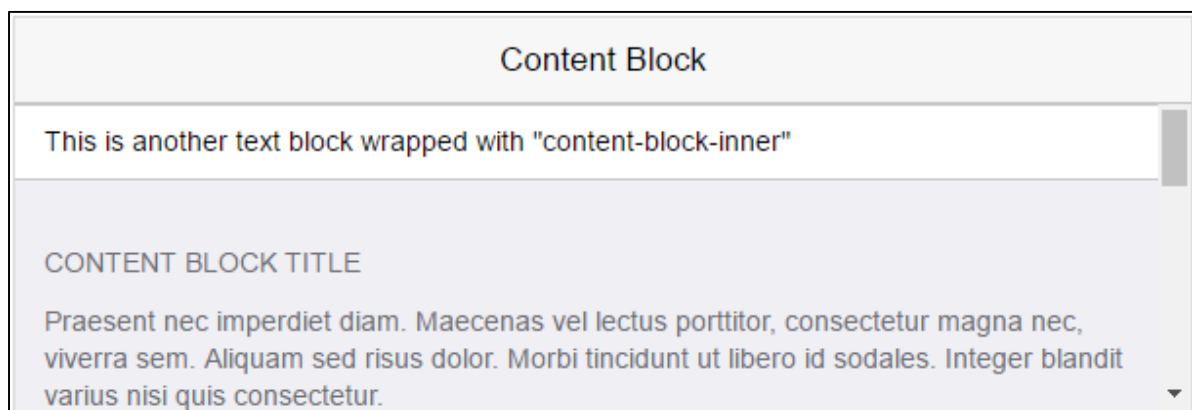 Content Block
This is another text block wrapped with "content-block-inner"
CONTENT BLOCK TITLE
Praesent nec imperdiet diam. Maecenas vel lectus porttitor, consectetur magna nec,
viverra sem. Aliquam sed risus dolor. Morbi tincidunt ut libero id sodales. Integer blandit
varius nisi quis consectetur.